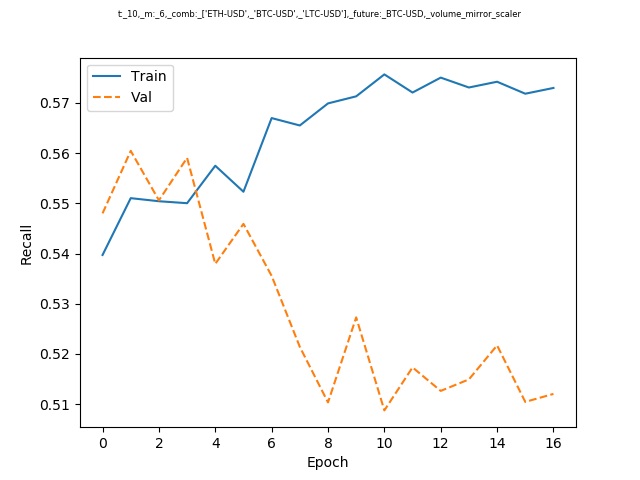 t:_10,_m:_6,_comb:_['ETH-USD',_'BTC-USD',_'LTC-USD'],_future:_BTC-USD,_volume_mirror_scaler
Train
Val
Recall
0.57
0.56
0.55
0.54
0.53
0.52
0.51
0 2 4 6 8 10 12 14 16
Epoch